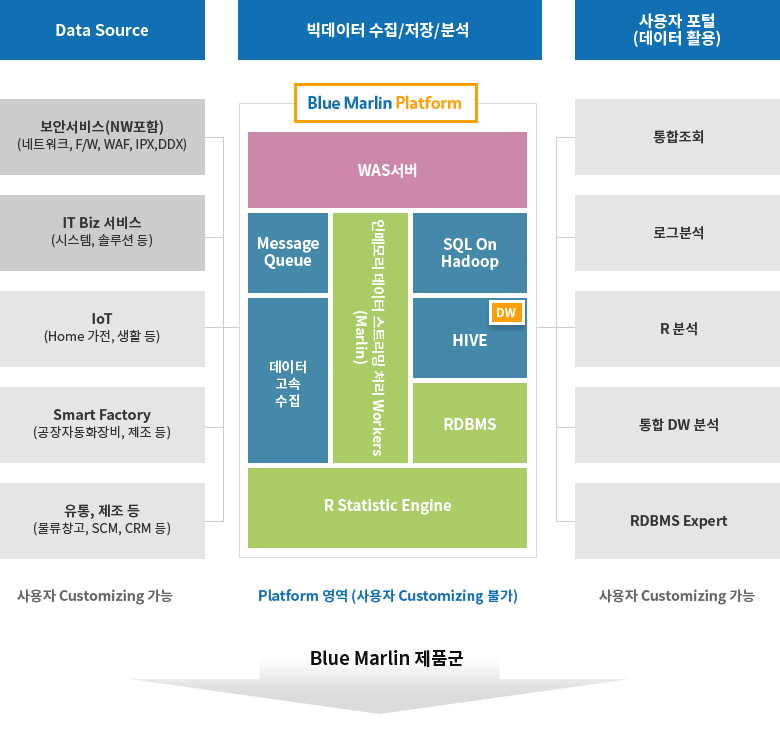 Data Source
보안서비스(NW포함)
(네트워크, F/W, WAF, IPX,DDX)
IT Biz 서비스
(시스템, 솔루션 등)
IoT
(Home 가전, 생활 등)
Smart Factory
(공장자동화장비, 제조 등)
유통, 제조 등
(물류창고, SCM, CRM 등)
사용자 Customizing 가능
빅데이터 수집/저장/분석
Blue Marlin Platform
WAS서버
Message
Queue
데이터
고속
수집
인메모리 데이터 스트리밍 처리 Workers
(Marlin)
SQL On
Hadoop
DW
HIVE
RDBMS
R Statistic Engine
Platform 영역 (사용자 Customizing 불가)
사용자 포털
(데이터 활용)
통합조회
로그분석
R 분석
통합 DW 분석
RDBMS Expert
사용자 Customizing 가능
Blue Marlin 제품군